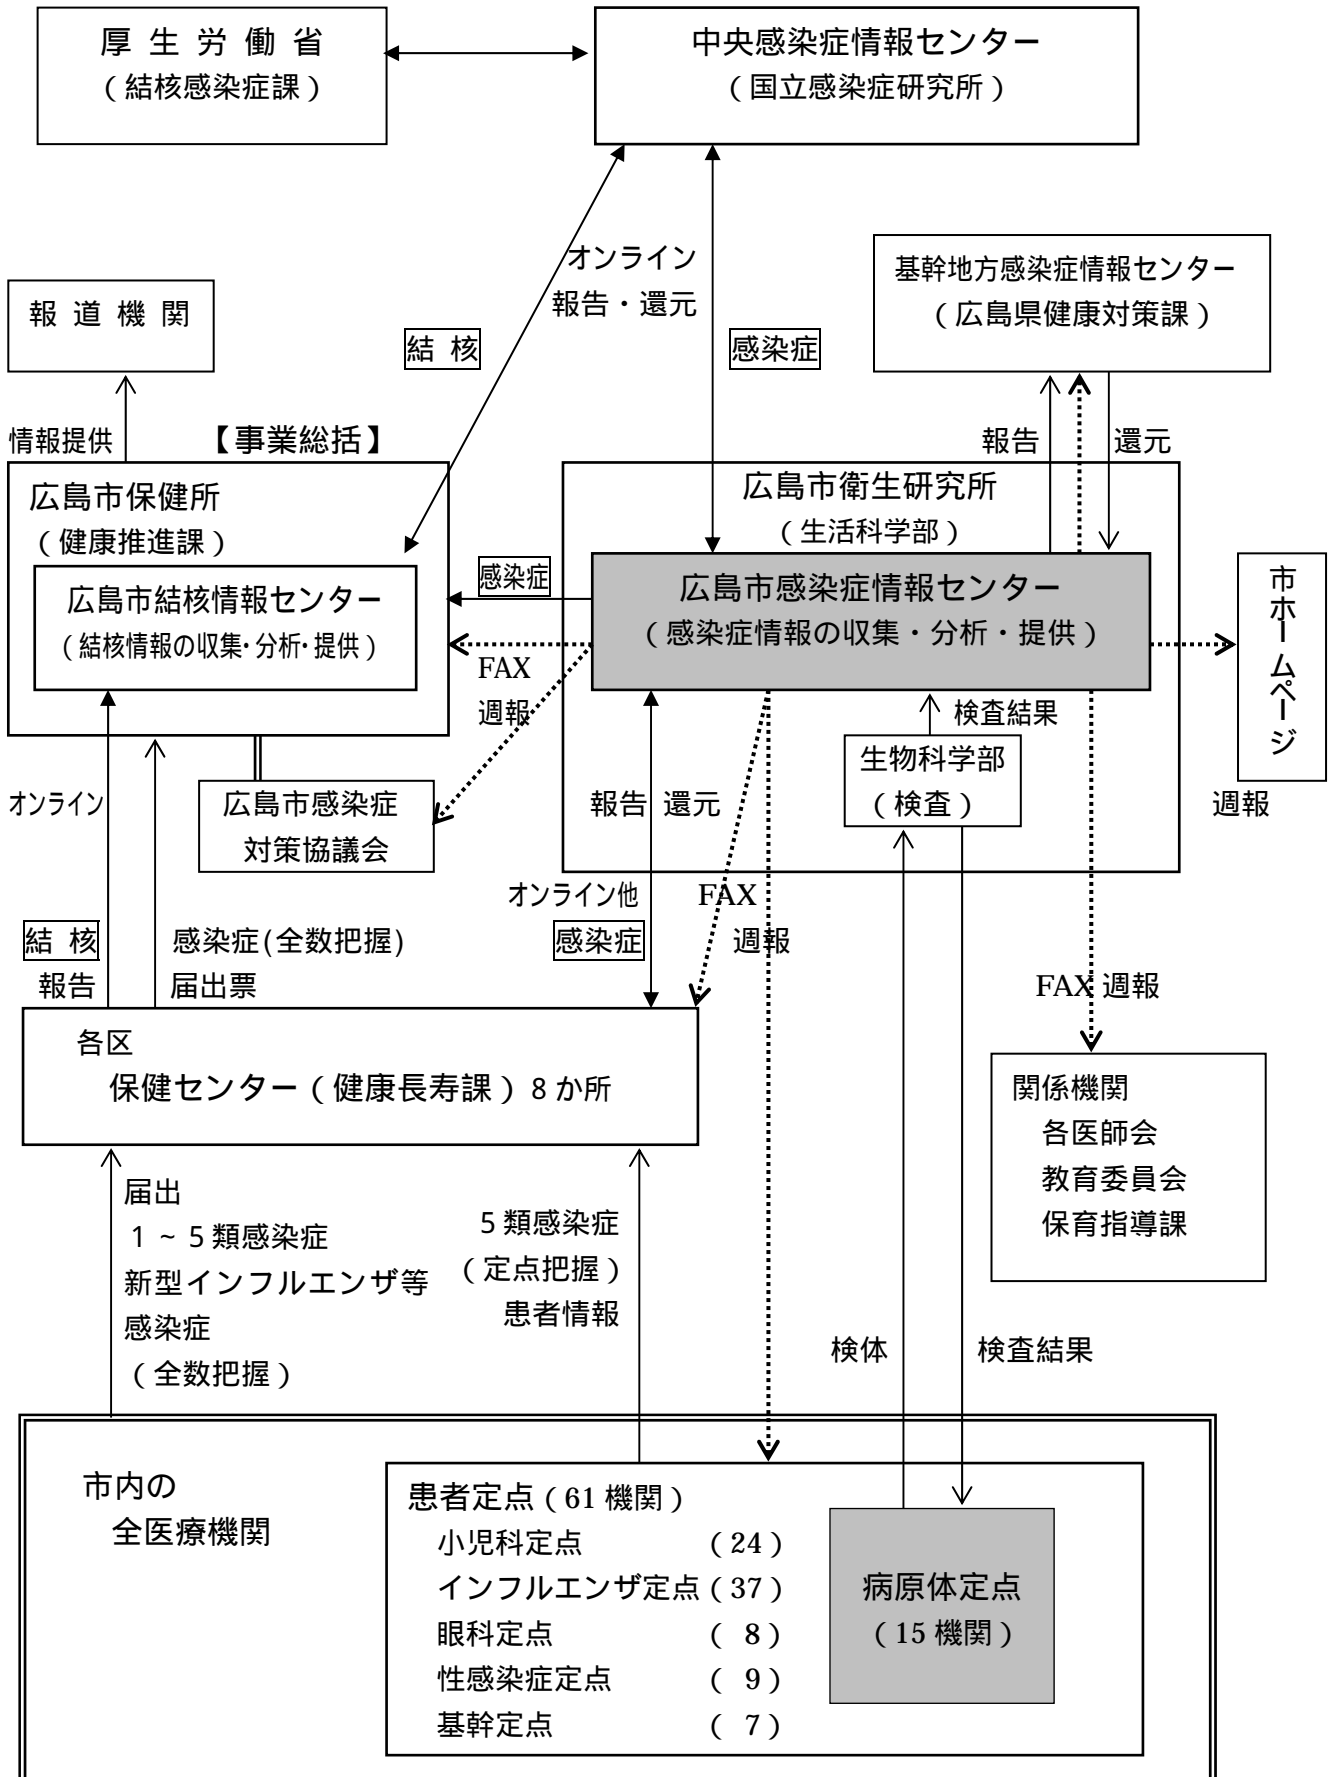 厚生労働省
（結核感染症課）
中央感染症情報センター
（国立感染症研究所）
オンライン
報告・還元
結核
感染症
基幹地方感染症情報センター
（広島県健康対策課）
報道機関
情報提供
【事業総括】
報告
還元
広島市保健所
（健康推進課）
広島市結核情報センター
（結核情報の収集・分析・提供）
感染症
FAX
週報
広島市衛生研究所
（生活科学部）
広島市感染症情報センター
（感染症情報の収集・分析・提供）
市ホームページ
週報
検査結果
生物科学部
（検査）
広島市感染症
対策協議会
オンライン
結核
報告
感染症(全数把握)
届出票
報告
還元
オンライン他
感染症
FAX
週報
FAX 週報
各区
保健センター（健康長寿課）8か所
関係機関
各医師会
教育委員会
保育指導課
届出
1～5類感染症
新型インフルエンザ等
感染症
（全数把握）
5類感染症
（定点把握）
患者情報
検体
検査結果
市内の
全医療機関
患者定点（61機関）
小児科定点（24）
インフルエンザ定点（37）
眼科定点（8）
性感染症定点（9）
基幹定点（7）
病原体定点
（15機関）